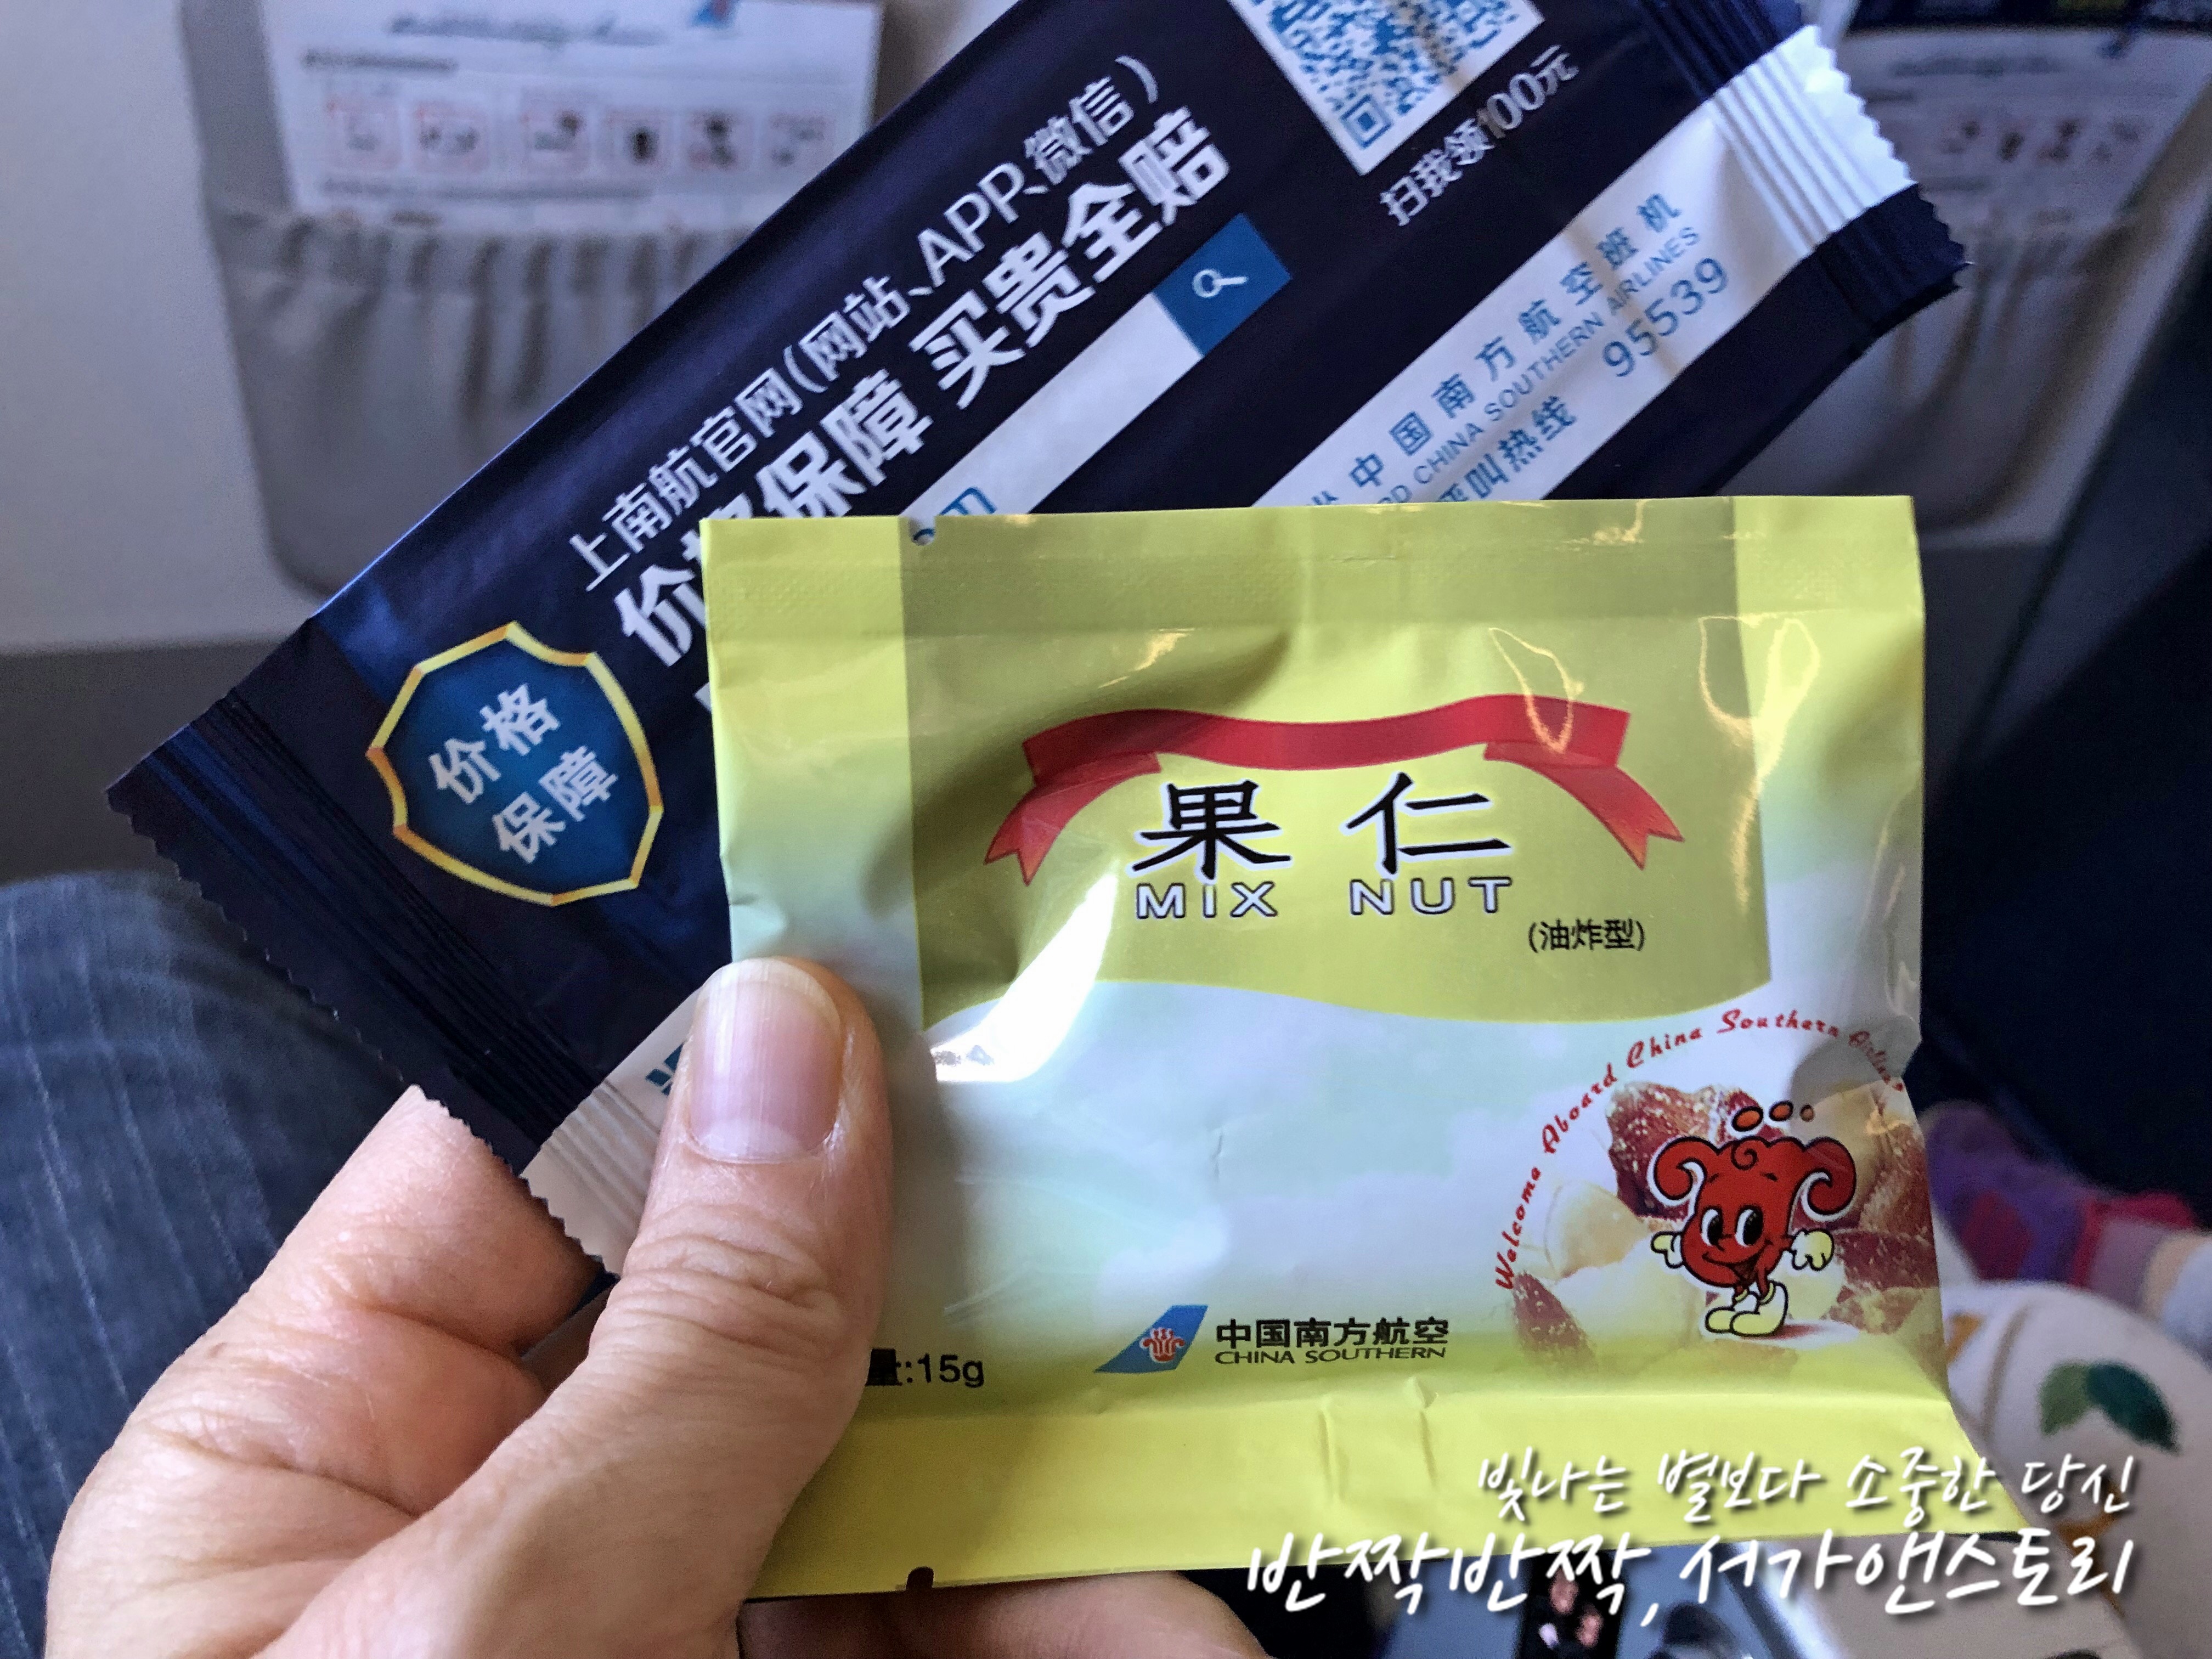 上南航官网(网站、APP、微信)
价格保障 买贵全赔
扫我领100元
价格
保障
中国南方航空班机
CHINA SOUTHERN AIRLINES
呼叫热线 95539
果仁
MIX NUT
(油炸型)
Welcome Aboard China Southern Airlines
中国南方航空
CHINA SOUTHERN
量:15g
빛나는 별보다 소중한 당신
반짝반짝, 서가앤스토리